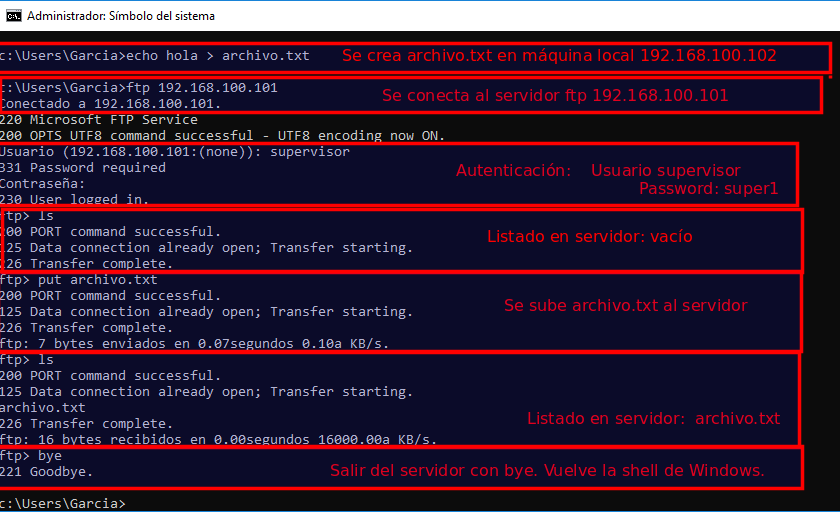 Administrador: Símbolo del sistema
c:\Users\Garcia>echo hola > archivo.txt Se crea archivo.txt en máquina local 192.168.100.102
c:\Users\Garcia>ftp 192.168.100.101
Conectado a 192.168.100.101. Se conecta al servidor ftp 192.168.100.101
220 Microsoft FTP Service
200 OPTS UTF8 command successful - UTF8 encoding now ON.
Usuario (192.168.100.101:(none)): supervisor
331 Password required Autenticación: Usuario supervisor
Contraseña: Password: super1
230 User logged in.
ftp> ls
200 PORT command successful. Listado en servidor: vacío
125 Data connection already open; Transfer starting.
226 Transfer complete.
ftp> put archivo.txt
200 PORT command successful. Se sube archivo.txt al servidor
125 Data connection already open; Transfer starting.
226 Transfer complete.
ftp: 7 bytes enviados en 0.07segundos 0.10a KB/s.
ftp> ls
200 PORT command successful.
125 Data connection already open; Transfer starting.
archivo.txt Listado en servidor: archivo.txt
226 Transfer complete.
ftp: 16 bytes recibidos en 0.00segundos 16000.00a KB/s.
ftp> bye
221 Goodbye. Salir del servidor con bye. Vuelve la shell de Windows.
c:\Users\Garcia>